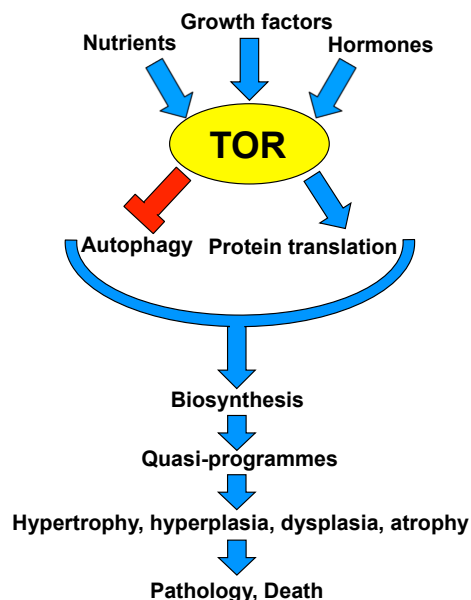 Growth factors
Nutrients
Hormones
TOR
Autophagy
Protein translation
Biosynthesis
Quasi-programmes
Hypertrophy, hyperplasia, dysplasia, atrophy
Pathology, Death